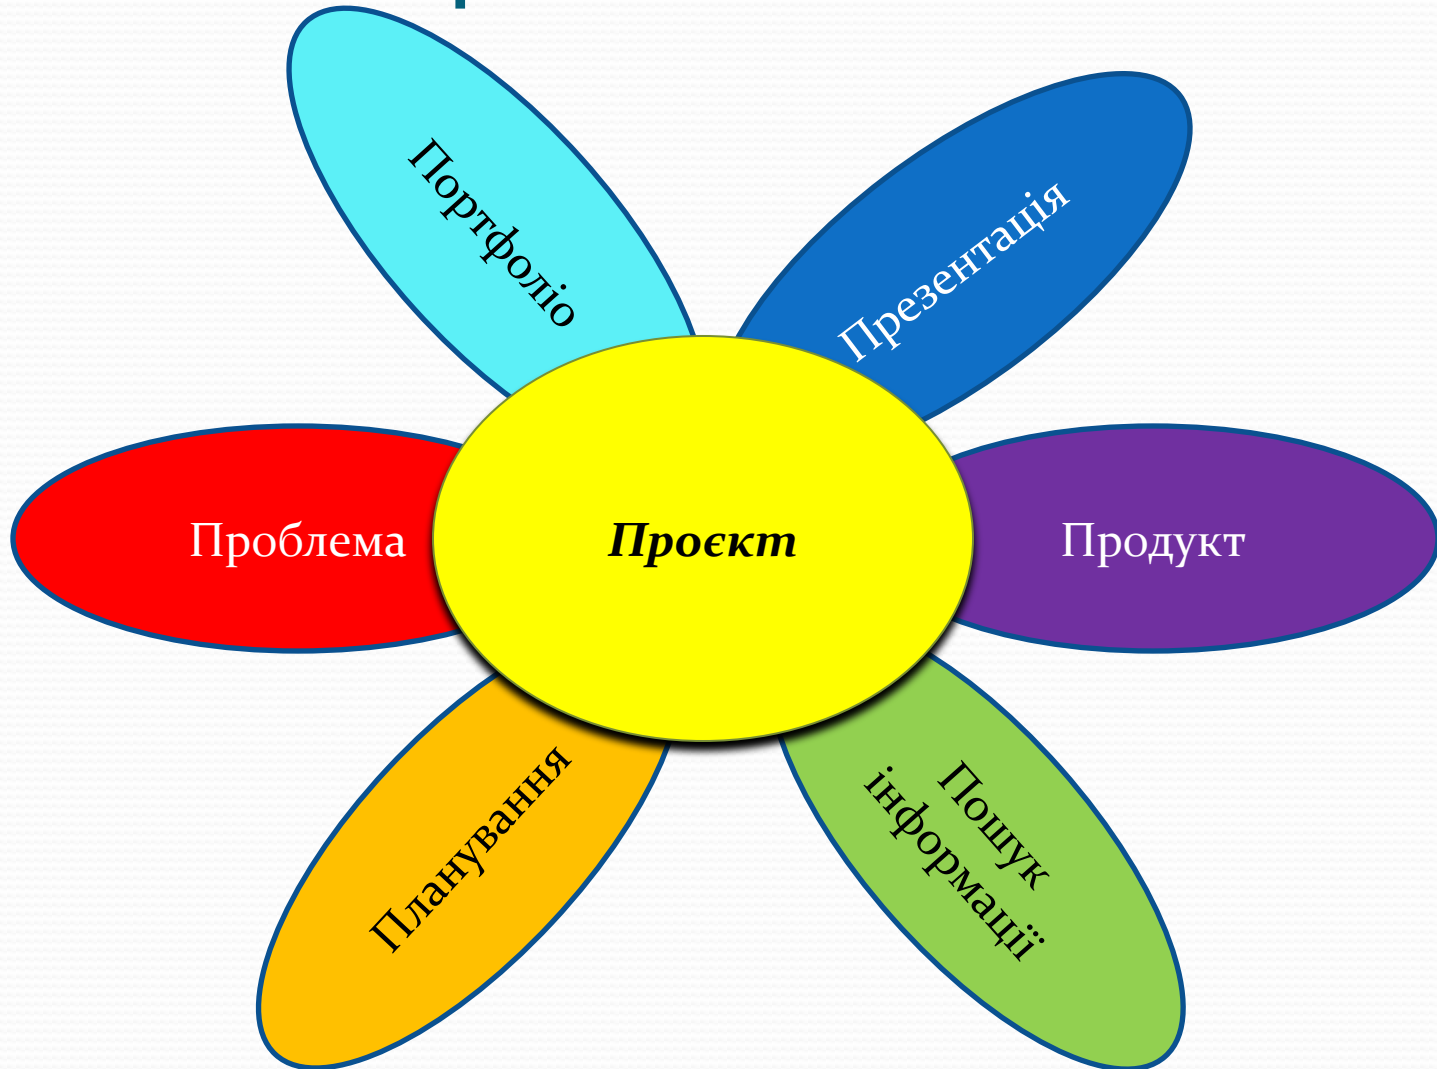 Портфоліо
Презентація
Проблема
Проєкт
Продукт
Планування
Пошук
інформації